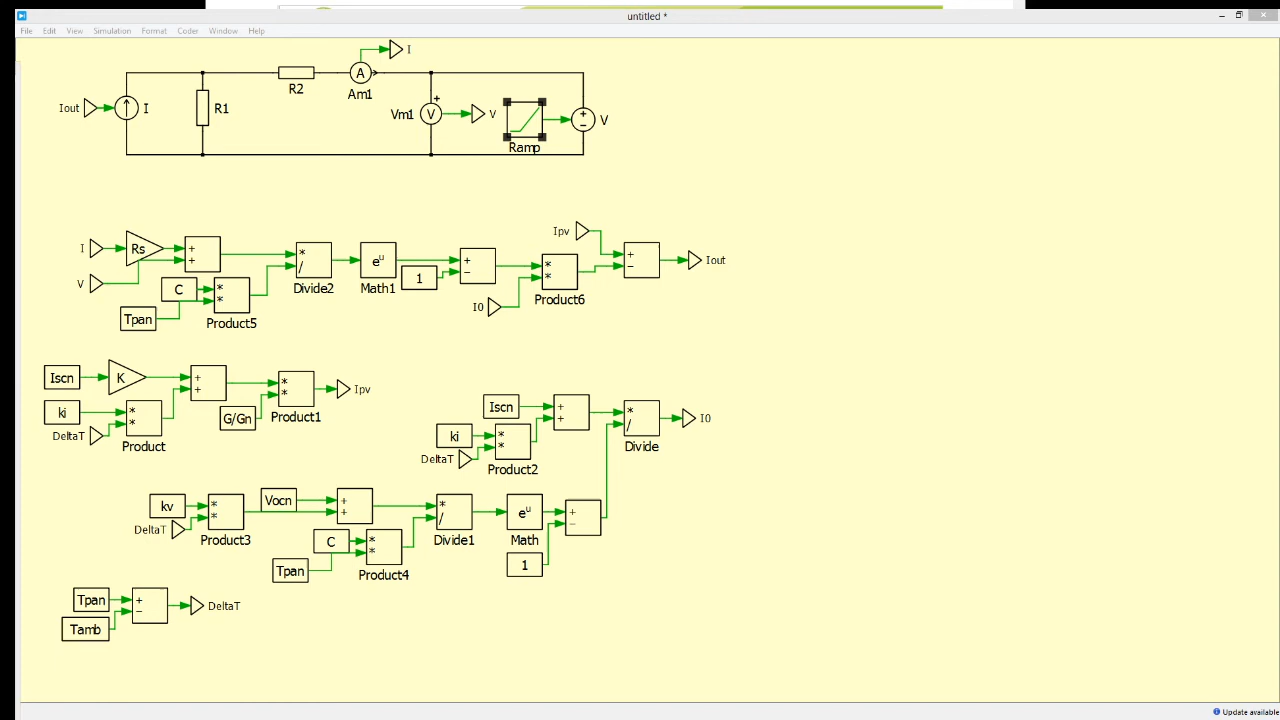 untitled *
File Edit View Simulation Format Coder Window Help
I
A
R2
Am1
Iout
I
R1
Vm1
V
V
V
Ramp
Ipv
I
Rs
Iout
V
C
Tpan
Product5
Divide2
e^u
Math1
1
I0
Product6
Iscn
K
ki
DeltaT
Product
G/Gn
Product1
Ipv
Iscn
ki
DeltaT
Product2
Divide
I0
kv
DeltaT
Product3
Vocn
C
Tpan
Product4
Divide1
e^u
Math
1
Tpan
Tamb
DeltaT
Update available